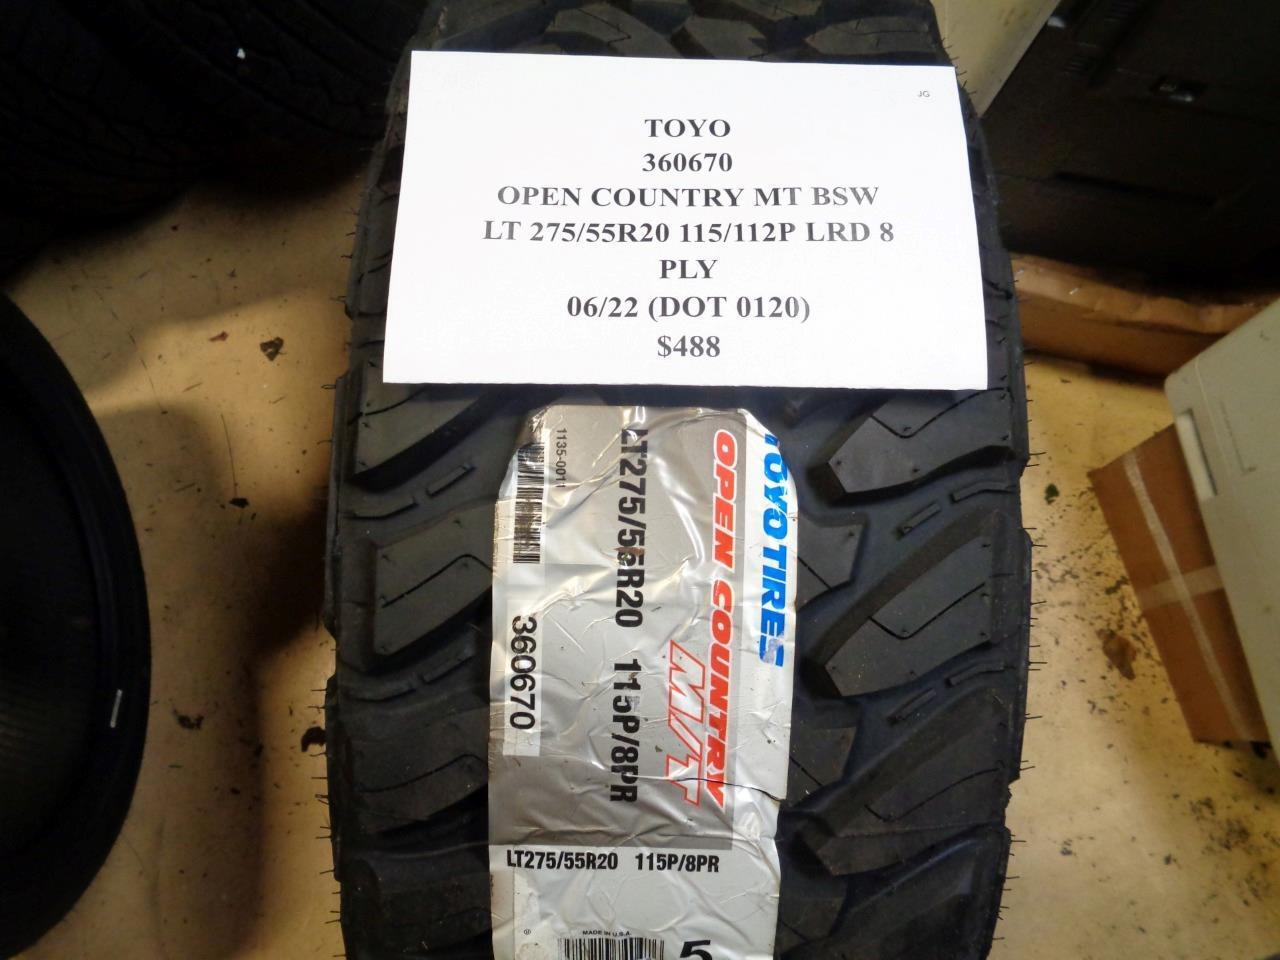 JG
TOYO
360670
OPEN COUNTRY MT BSW
LT 275/55R20 115/112P LRD 8
PLY
06/22 (DOT 0120)
$488
TOYO TIRES
OPEN COUNTRY
M/T
LT275/55R20 115P/8PR
1135-001
360670
LT275/55R20 115P/8PR
MADE IN U.S.A.
5